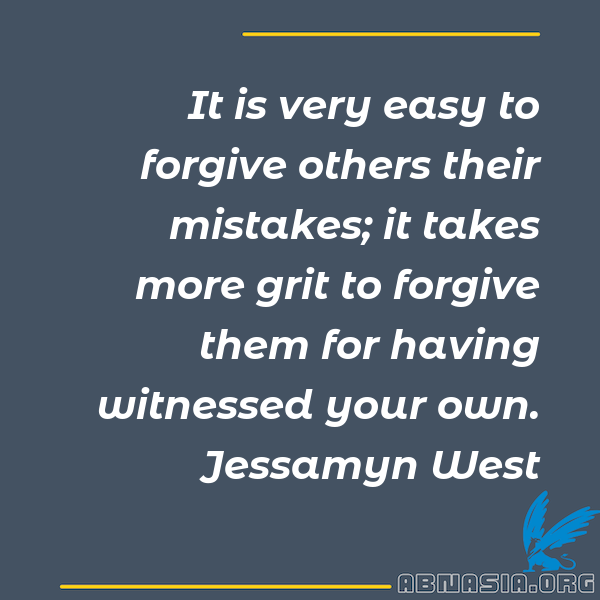 It is very easy to
forgive others their
mistakes; it takes
more grit to forgive
them for having
witnessed your own.
Jessamyn West
ABNASIA.ORG